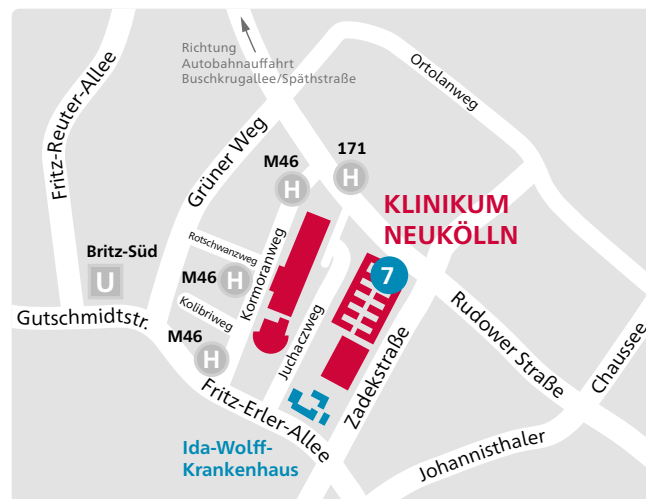 Richtung
Autobahnauffahrt
Buschkrugallee/Späthstraße
Ortolanweg
Fritz-Reuter-Allee
Grüner Weg
171
H
M46
H
KLINIKUM
NEUKÖLLN
Rotschwanzweg
Britz-Süd
U
M46
H
Kormoranweg
7
Kolibriweg
Gutschmidtstr.
M46
H
Juchaczweg
Zadekstraße
Rudower Straße
Chaussee
Fritz-Erler-Allee
Johannisthaler
Ida-Wolff-
Krankenhaus